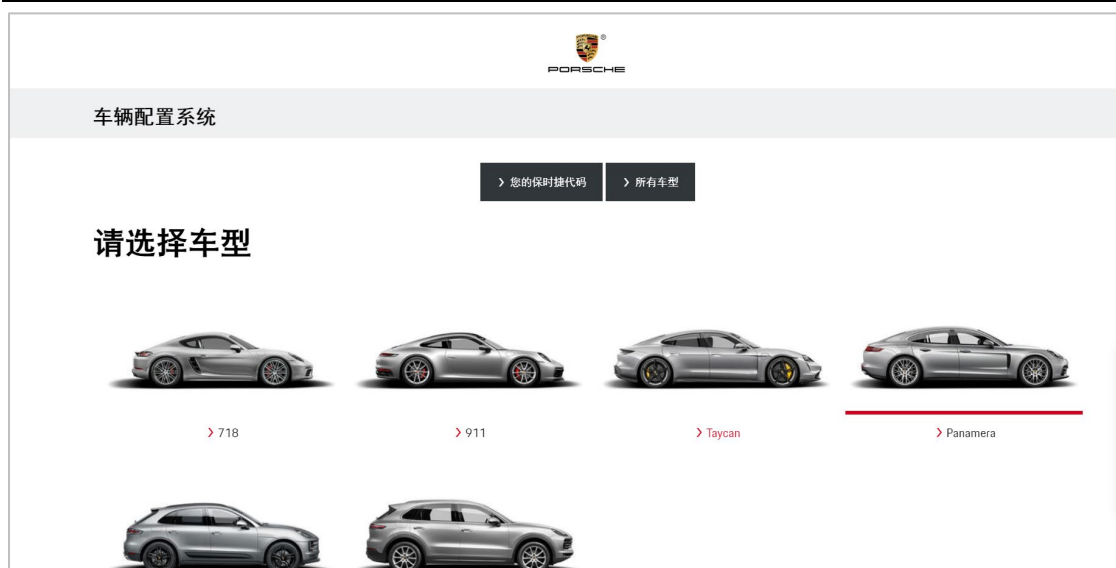 PORSCHE®
车辆配置系统
您的保时捷代码
所有车型
请选择车型
718
911
Taycan
Panamera